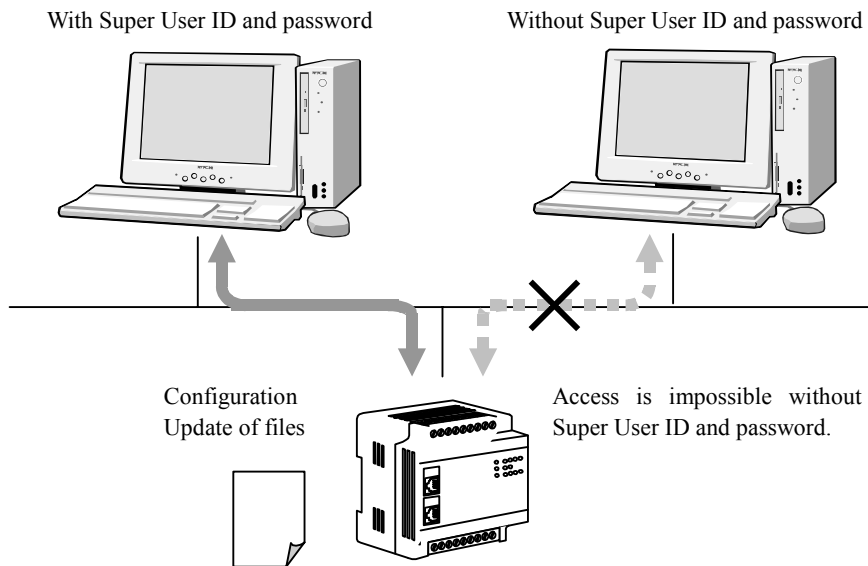 With Super User ID and password
Without Super User ID and password
Configuration
Update of files
Access is impossible without
Super User ID and password.